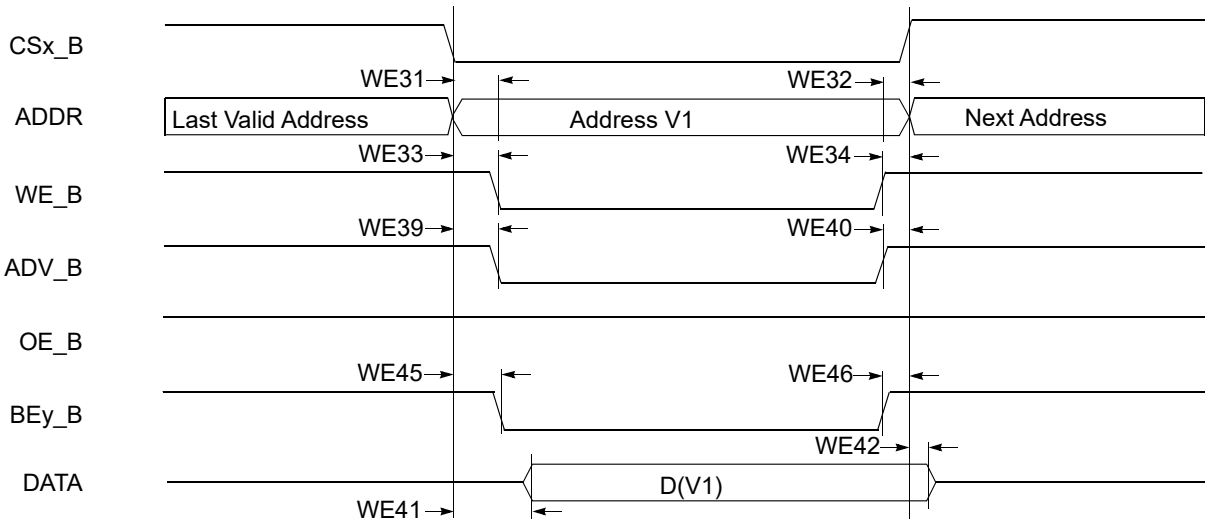 CSx_B
WE31
WE32
ADDR
Last Valid Address
Address V1
Next Address
WE33
WE34
WE_B
WE39
WE40
ADV_B
OE_B
WE45
WE46
BEy_B
WE42
DATA
D(V1)
WE41